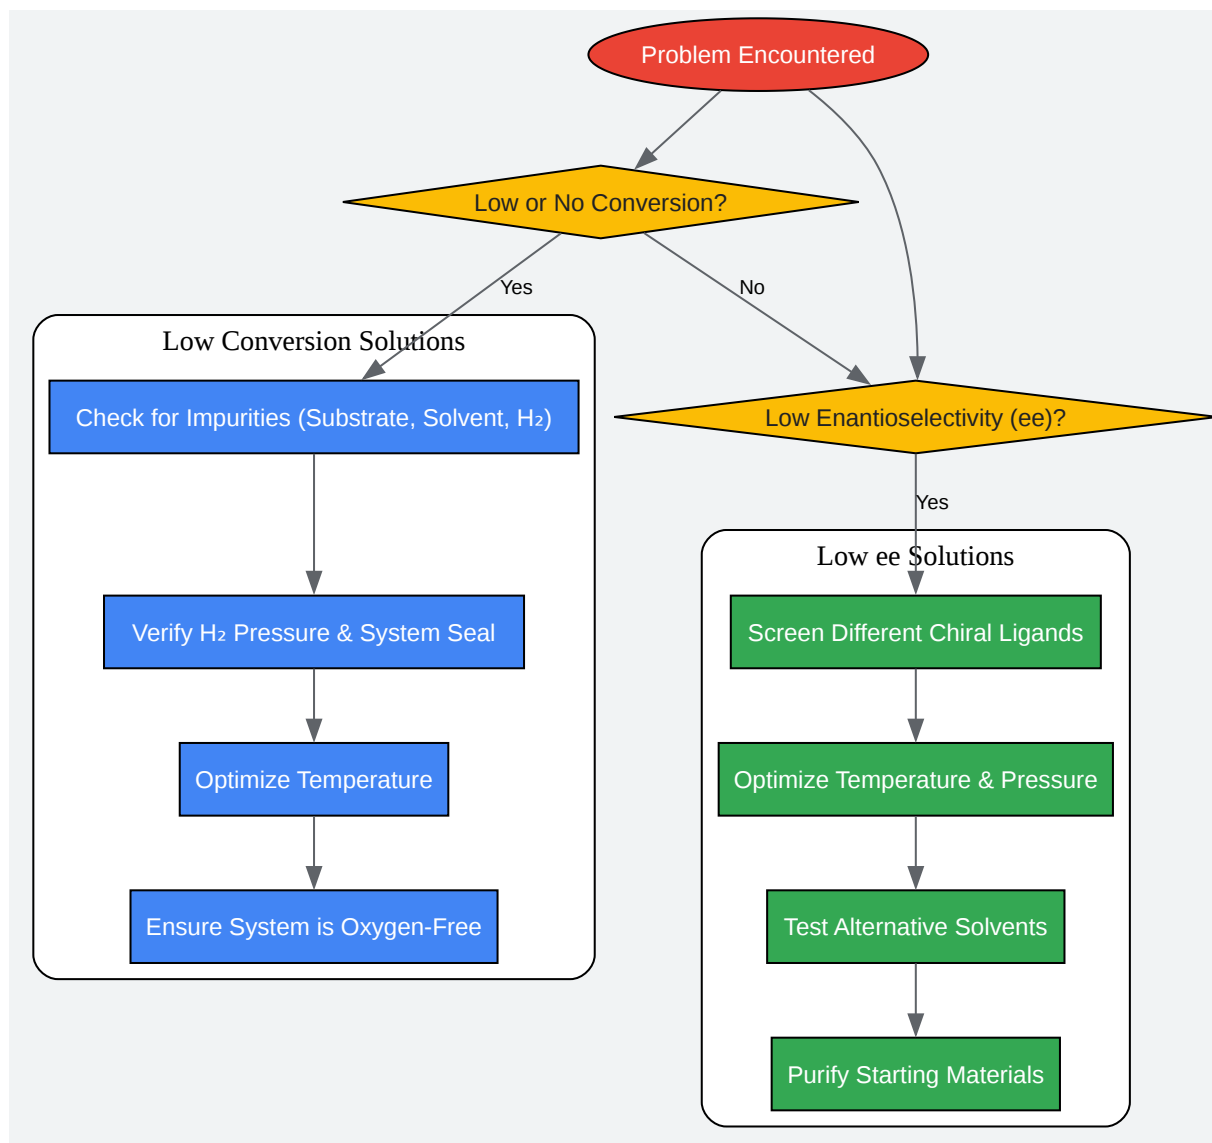 Problem Encountered
Low or No Conversion?
Yes
No
Low Conversion Solutions
Check for Impurities (Substrate, Solvent, H₂)
Verify H₂ Pressure & System Seal
Optimize Temperature
Ensure System is Oxygen-Free
Low Enantioselectivity (ee)?
Yes
Low ee Solutions
Screen Different Chiral Ligands
Optimize Temperature & Pressure
Test Alternative Solvents
Purify Starting Materials